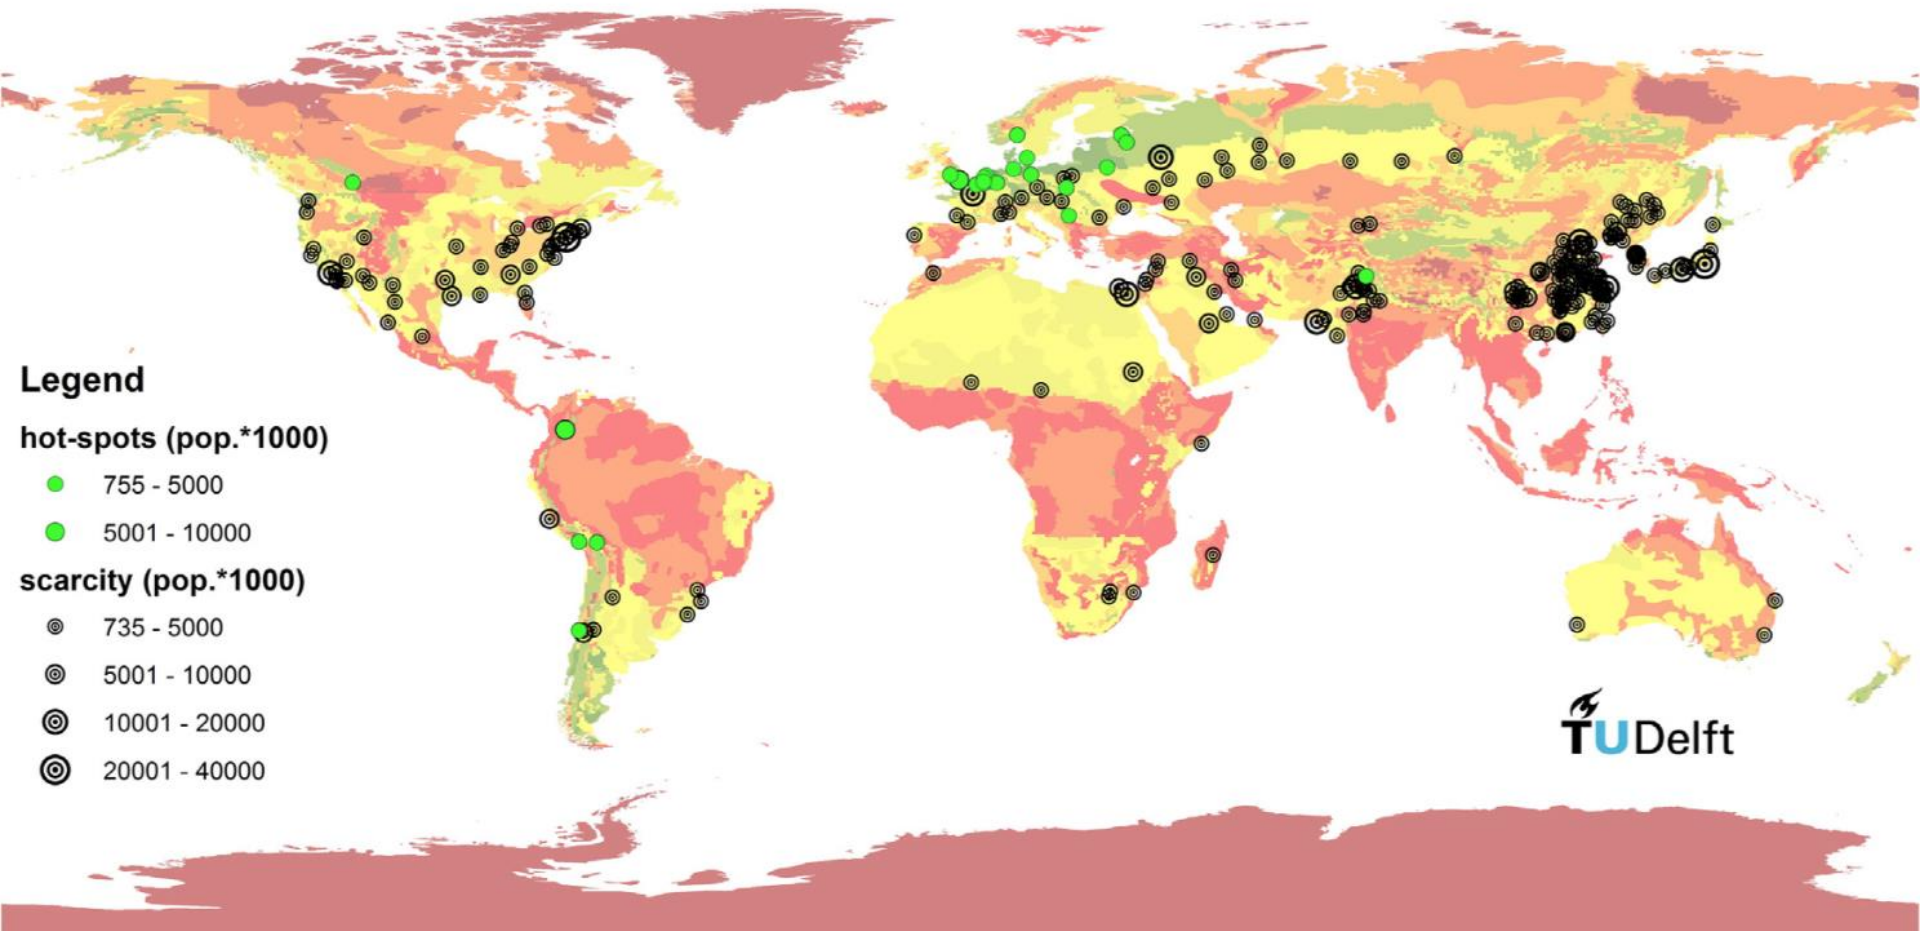 Legend
hot-spots (pop.*1000)
755 - 5000
5001 - 10000
scarcity (pop.*1000)
735 - 5000
5001 - 10000
10001 - 20000
20001 - 40000
TUDelft